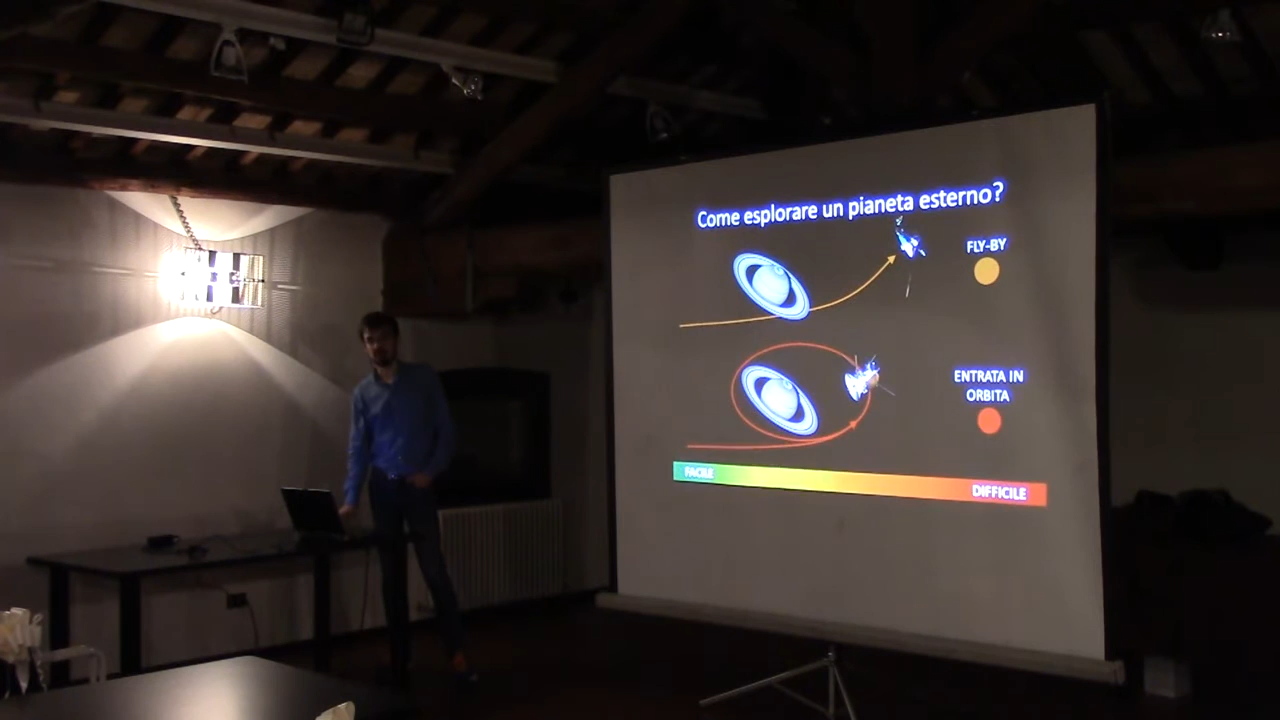 Come esplorare un pianeta esterno?
FLY-BY
ENTRATA IN
ORBITA
FACILE
DIFFICILE